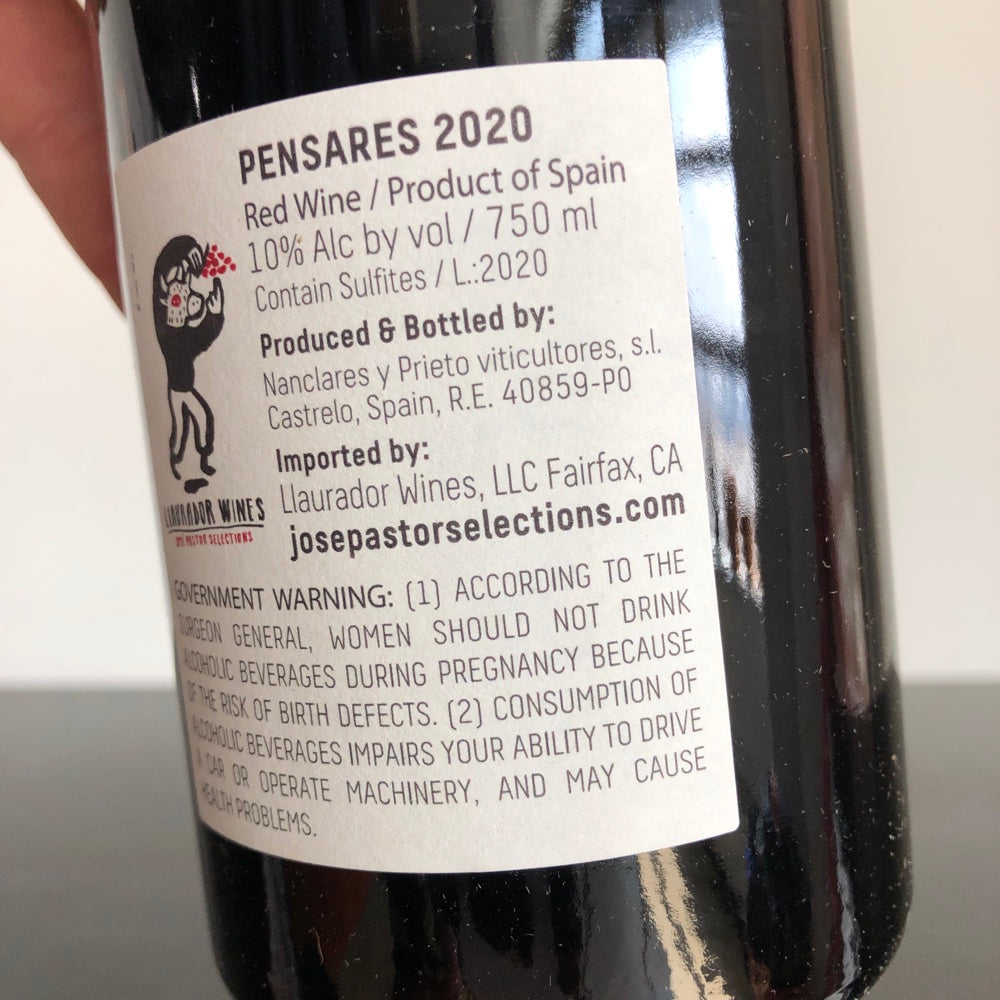 PENSARES 2020
Red Wine / Product of Spain
10% Alc by vol / 750 ml
Contain Sulfites / L.:2020
Produced & Bottled by:
Nanclares y Prieto viticultores, s.l.
Castrelo, Spain, R.E. 40859-PO
Imported by:
Llaurador Wines, LLC Fairfax, CA
josepastorselections.com
LLAURADOR WINES
JOSÉ PASTOR SELECTIONS
GOVERNMENT WARNING: (1) ACCORDING TO THE
SURGEON GENERAL, WOMEN SHOULD NOT DRINK
ALCOHOLIC BEVERAGES DURING PREGNANCY BECAUSE
OF THE RISK OF BIRTH DEFECTS. (2) CONSUMPTION OF
ALCOHOLIC BEVERAGES IMPAIRS YOUR ABILITY TO DRIVE
A CAR OR OPERATE MACHINERY, AND MAY CAUSE
HEALTH PROBLEMS.